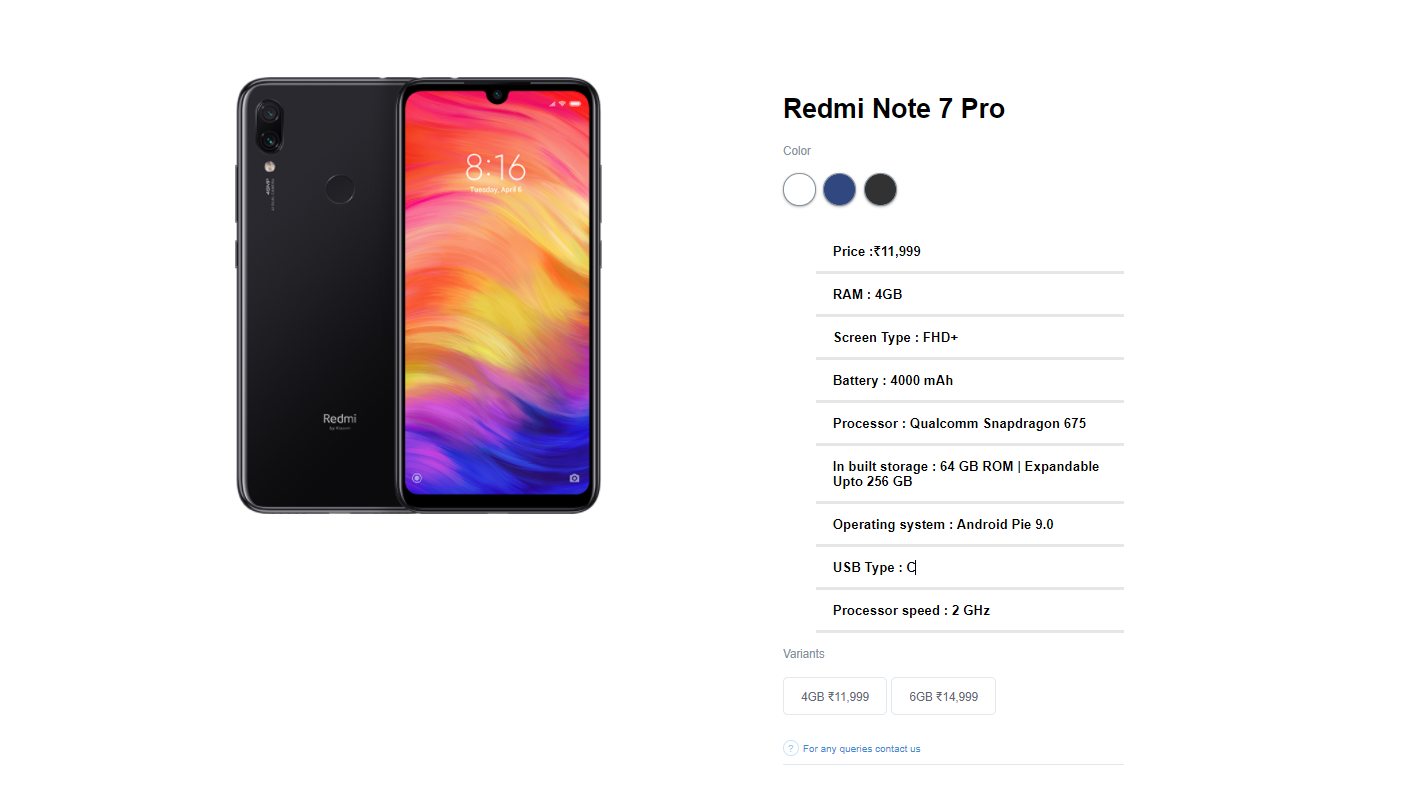 8:16
Tuesday, April 6
Redmi
Redmi Note 7 Pro
Color
Price :₹11,999
RAM : 4GB
Screen Type : FHD+
Battery : 4000 mAh
Processor : Qualcomm Snapdragon 675
In built storage : 64 GB ROM | Expandable
Upto 256 GB
Operating system : Android Pie 9.0
USB Type : C
Processor speed : 2 GHz
Variants
4GB ₹11,999
6GB ₹14,999
? For any queries contact us